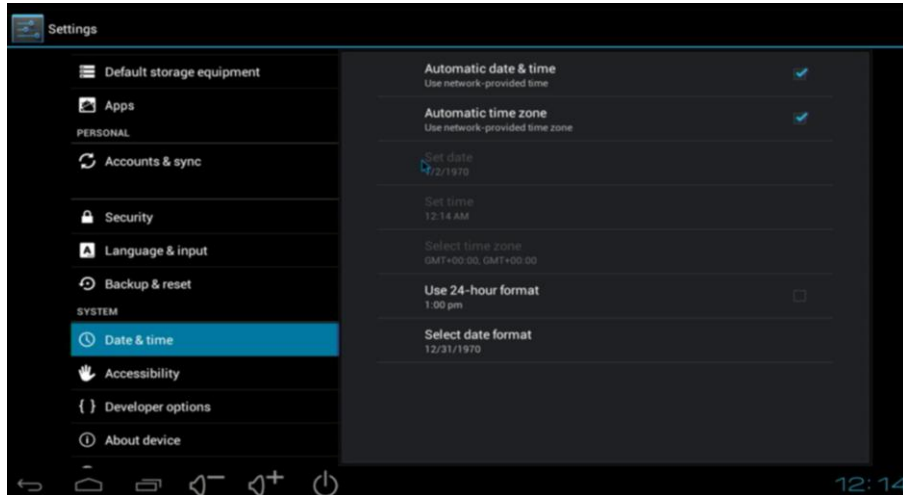 Settings
Default storage equipment
Apps
PERSONAL
Accounts & sync
Security
Language & input
Backup & reset
SYSTEM
Date & time
Accessibility
{ } Developer options
About device
Automatic date & time
Use network-provided time
Automatic time zone
Use network-provided time zone
Set date
1/2/1970
Set time
12:14 AM
Select time zone
GMT+00:00, GMT+00:00
Use 24-hour format
1:00 pm
Select date format
12/31/1970
12:14